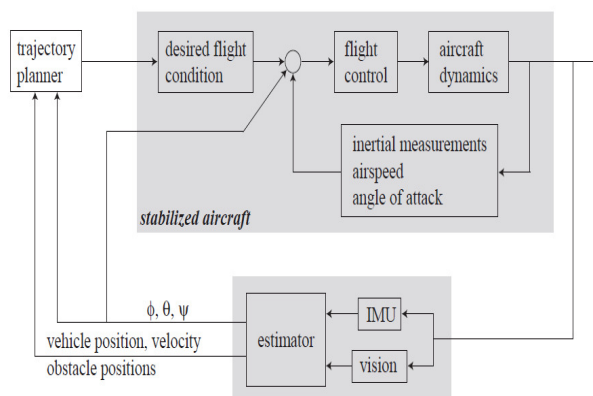 trajectory
planner
desired flight
condition
flight
control
aircraft
dynamics
inertial measurements
airspeed
angle of attack
stabilized aircraft
ϕ, θ, ψ
vehicle position, velocity
obstacle positions
estimator
IMU
vision